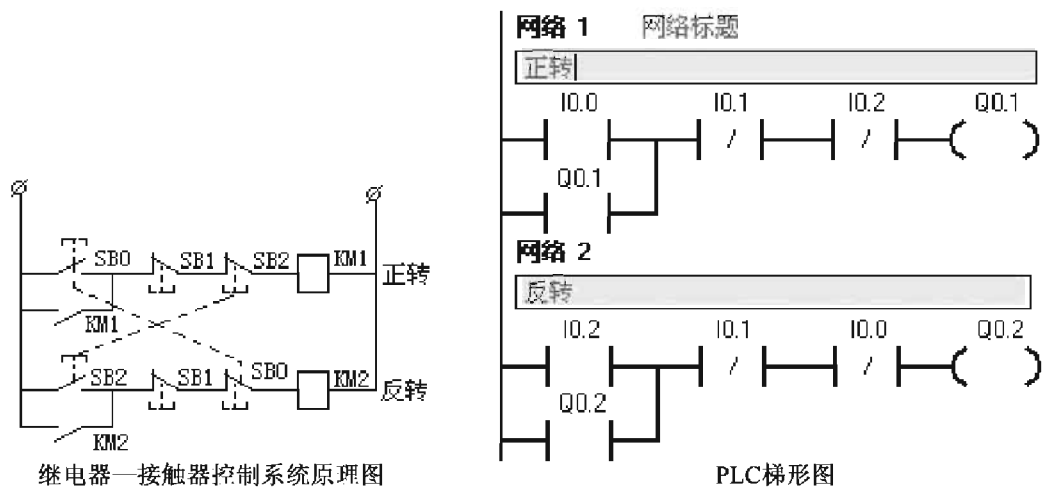 SB0 SB1 SB2 KM1 正转
KM1
SB2 SB1 SB0 KM2 反转
KM2
继电器—接触器控制系统原理图
网络 1 网络标题
正转
I0.0 I0.1 I0.2 Q0.1
Q0.1
网络 2
反转
I0.2 I0.1 I0.0 Q0.2
Q0.2
PLC梯形图